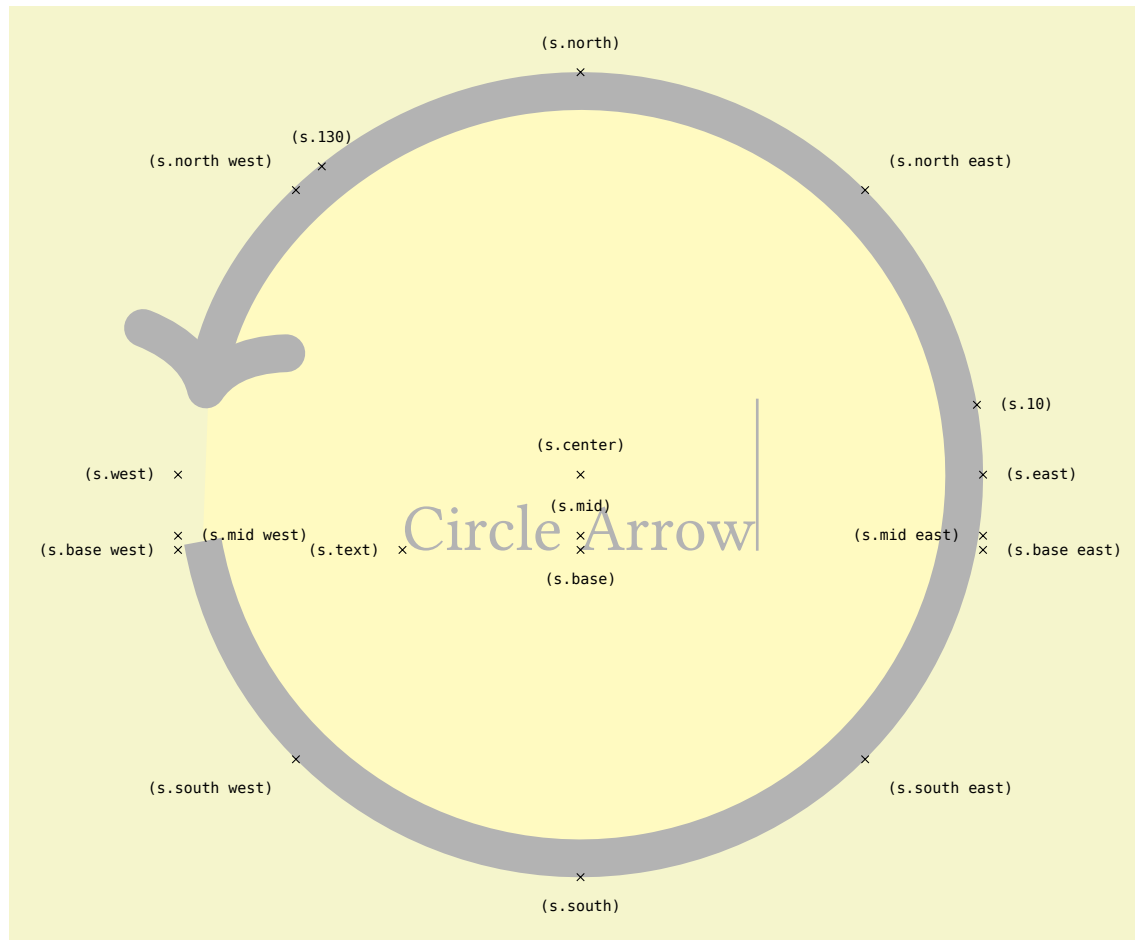 (s.north)
(s.130)
(s.north west)
(s.north east)
(s.10)
(s.center)
(s.west)
(s.east)
(s.mid)
Circle Arrow
(s.mid west)
(s.mid east)
(s.base west)
(s.text)
(s.base east)
(s.base)
(s.south west)
(s.south east)
(s.south)